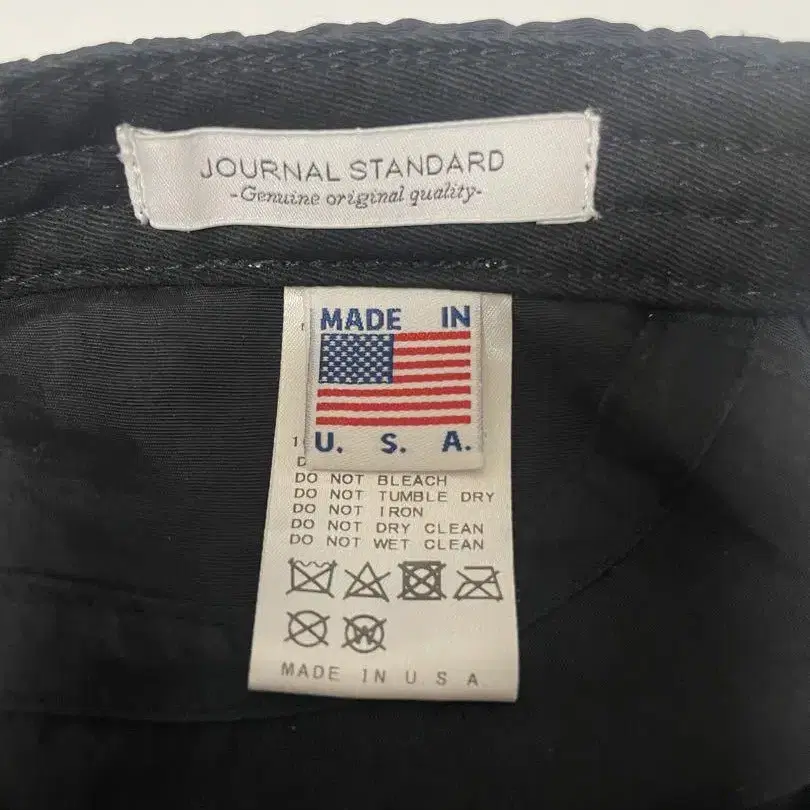 JOURNAL STANDARD
-Genuine original quality-
MADE IN
U. S. A.
DO NOT BLEACH
DO NOT TUMBLE DRY
DO NOT IRON
DO NOT DRY CLEAN
DO NOT WET CLEAN
W
MADE IN U S A